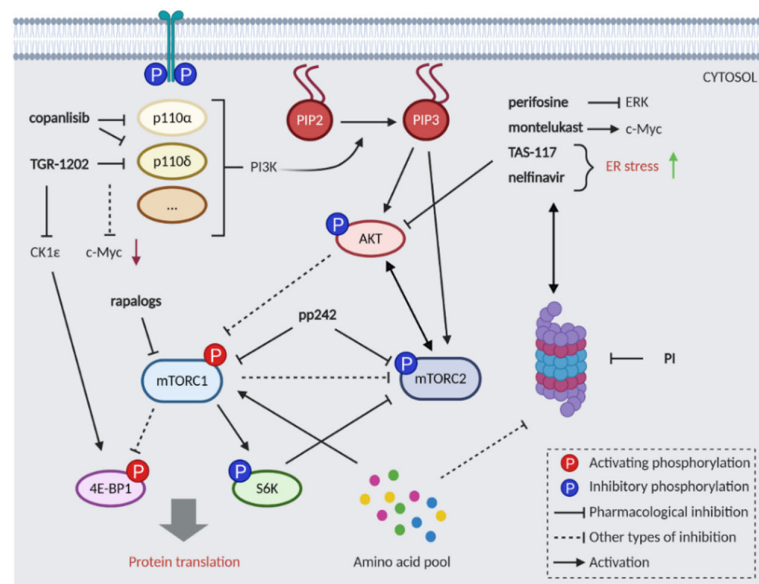 P P
CYTOSOL
copanlisib
p110α
TGR-1202
p110δ
...
PI3K
PIP2
PIP3
perifosine
ERK
montelukast
c-Myc
TAS-117
nelfinavir
ER stress
CK1ε
c-Myc
P
AKT
rapalogs
pp242
P
mTORC1
P
mTORC2
PI
P
4E-BP1
P
S6K
Protein translation
Amino acid pool
P Activating phosphorylation
P Inhibitory phosphorylation
Pharmacological inhibition
Other types of inhibition
Activation